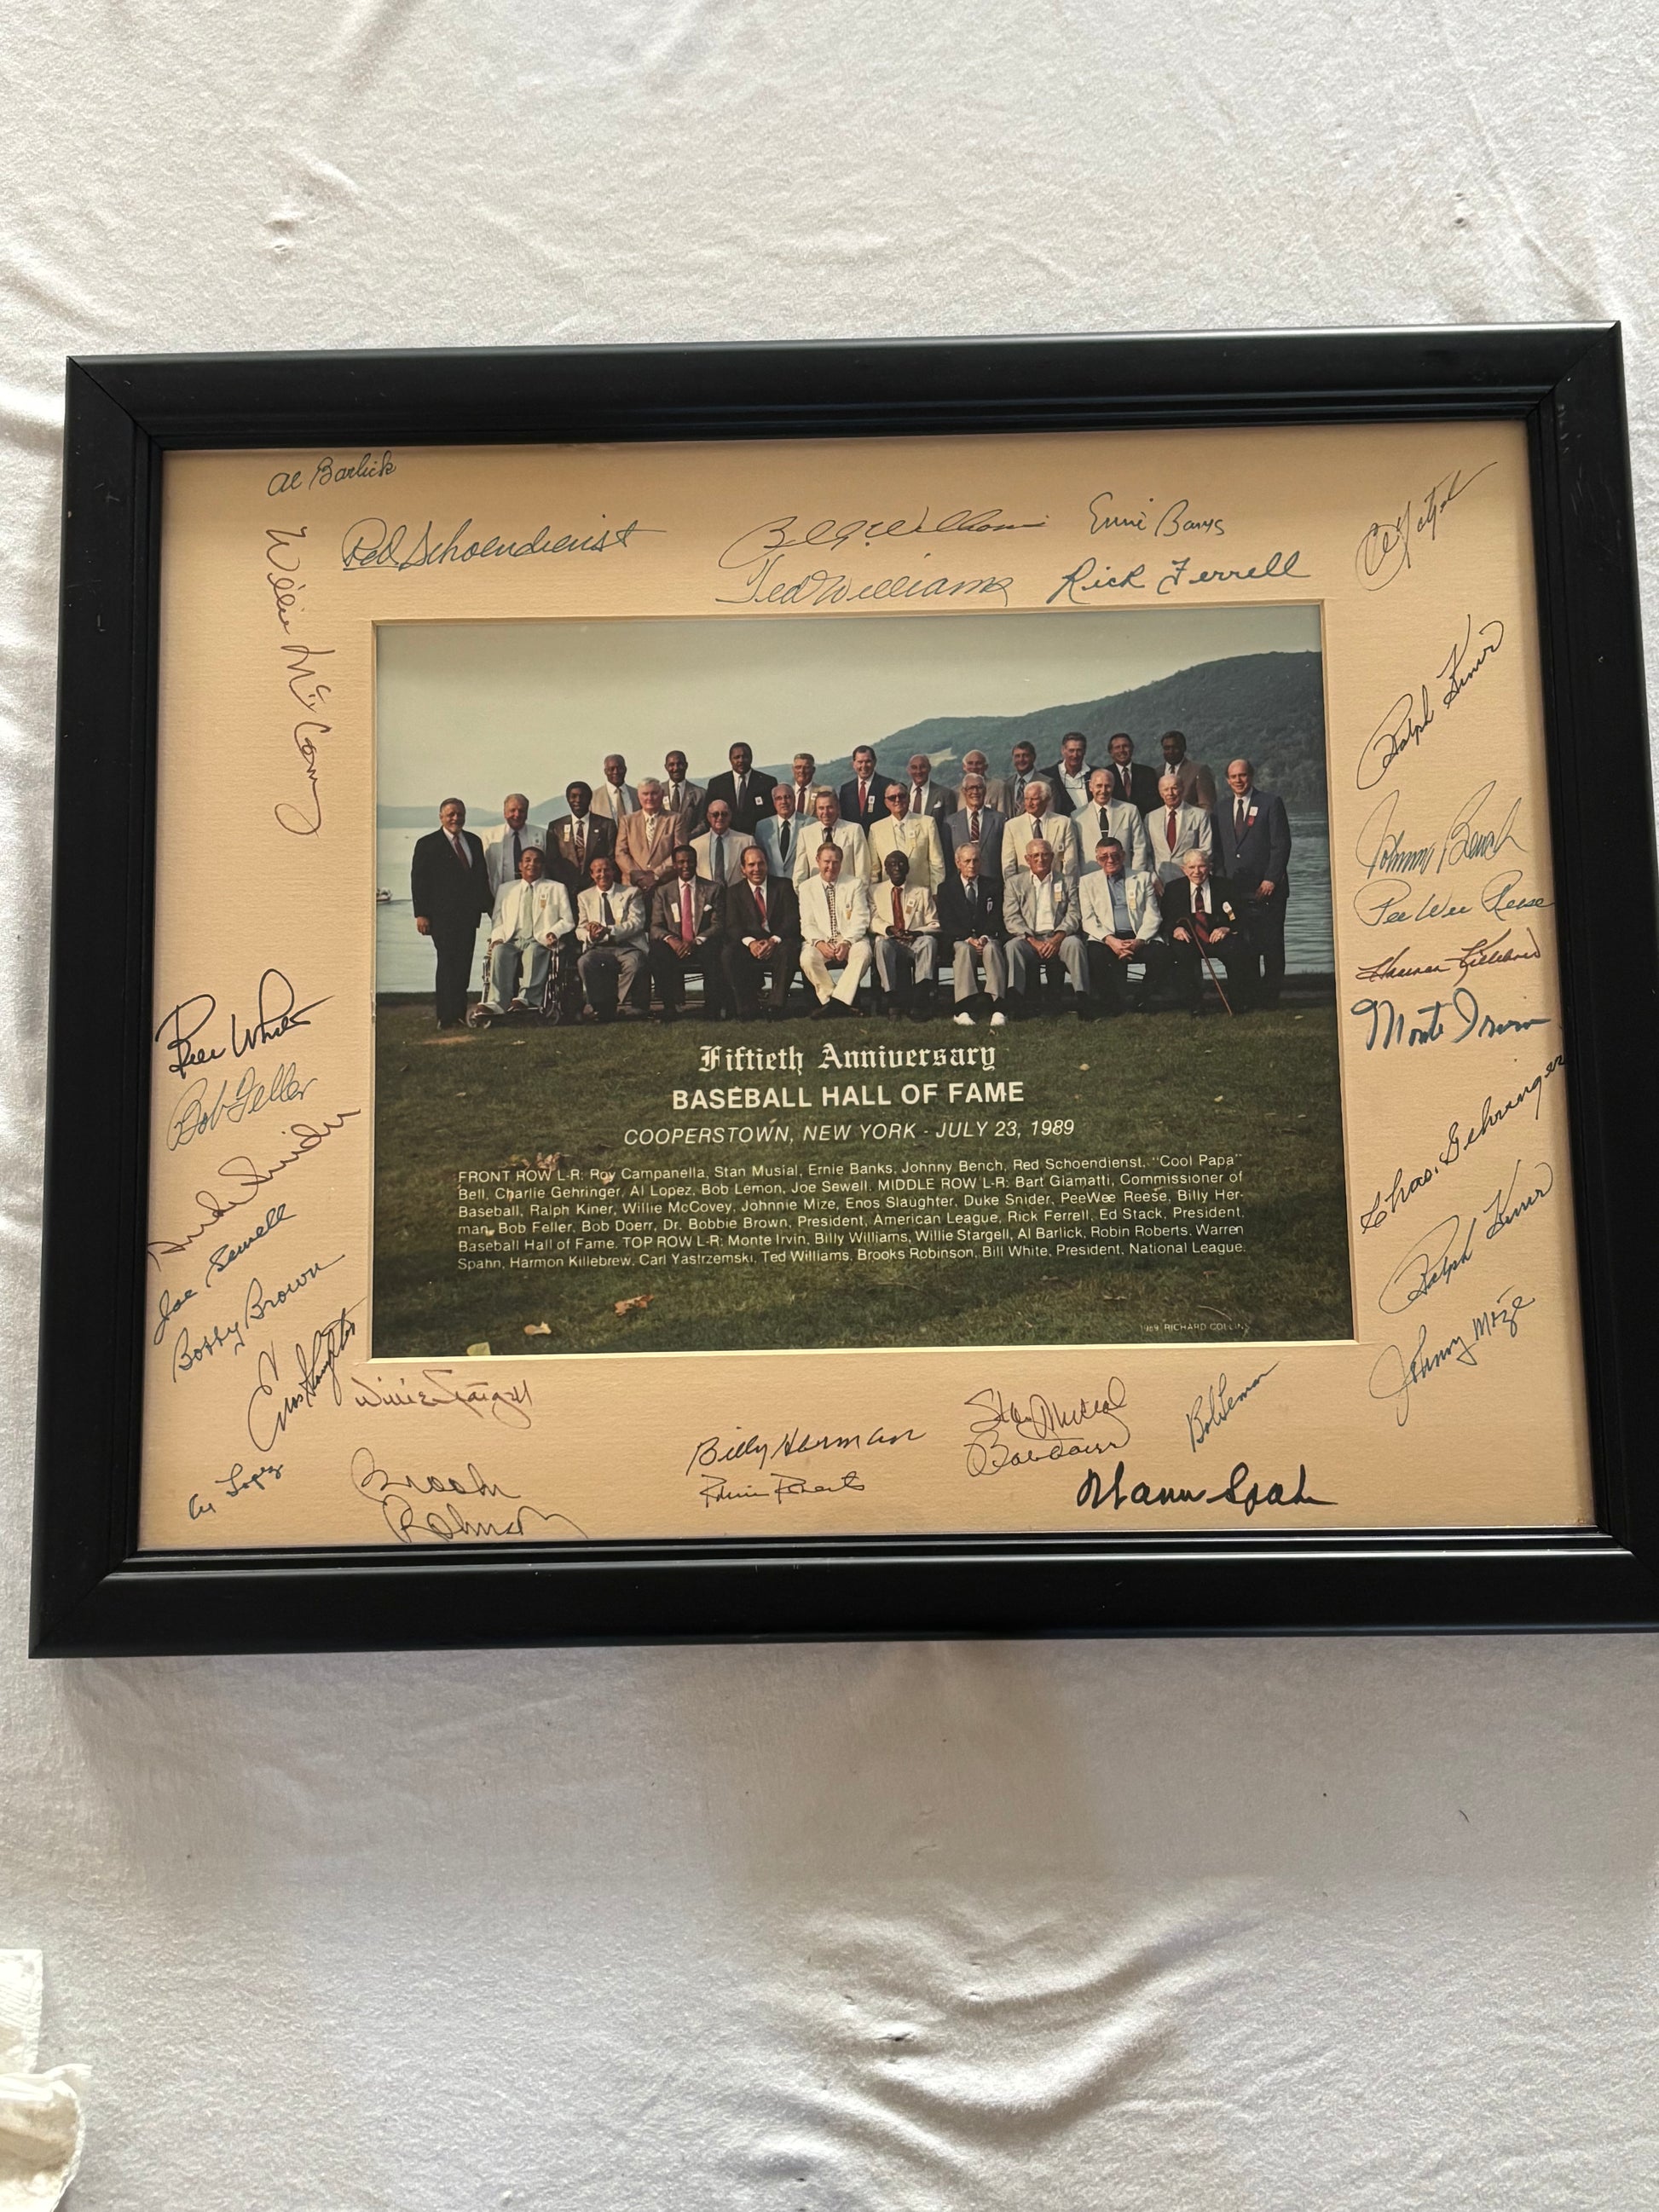 Al Barlick
Willie McCovey
Red Schoendienst
Billy Williams
Ernie Banks
Ted Williams
Rick Ferrell
C Yastrzemski
Ralph Kiner
Johnny Bench
Pee Wee Reese
Harmon Killebrew
Monte Irvin
Chas. Gehringer
Ralph Kiner
Johnny Mize
Bill White
Bob Feller
Duke Snider
Joe Sewell
Bobby Brown
Enos Slaughter
Al Lopez
Willie Stargell
Brooks
Robinson
Billy Herman
Robin Roberts
Stan Musial
Bob Doerr
Bob Lemon
Warren Spahn
Fiftieth Anniversary
BASEBALL HALL OF FAME
COOPERSTOWN, NEW YORK - JULY 23, 1989
FRONT ROW L-R: Roy Campanella, Stan Musial, Ernie Banks, Johnny Bench, Red Schoendienst, "Cool Papa"
Bell, Charlie Gehringer, Al Lopez, Bob Lemon, Joe Sewell. MIDDLE ROW L-R: Bart Giamatti, Commissioner of
Baseball, Ralph Kiner, Willie McCovey, Johnnie Mize, Enos Slaughter, Duke Snider, PeeWee Reese, Billy Her-
man, Bob Feller, Bob Doerr, Dr. Bobbie Brown, President, American League, Rick Ferrell, Ed Stack, President,
Baseball Hall of Fame. TOP ROW L-R: Monte Irvin, Billy Williams, Willie Stargell, Al Barlick, Robin Roberts, Warren
Spahn, Harmon Killebrew, Carl Yastrzemski, Ted Williams, Brooks Robinson, Bill White, President, National League.
1989 RICHARD COLLINS